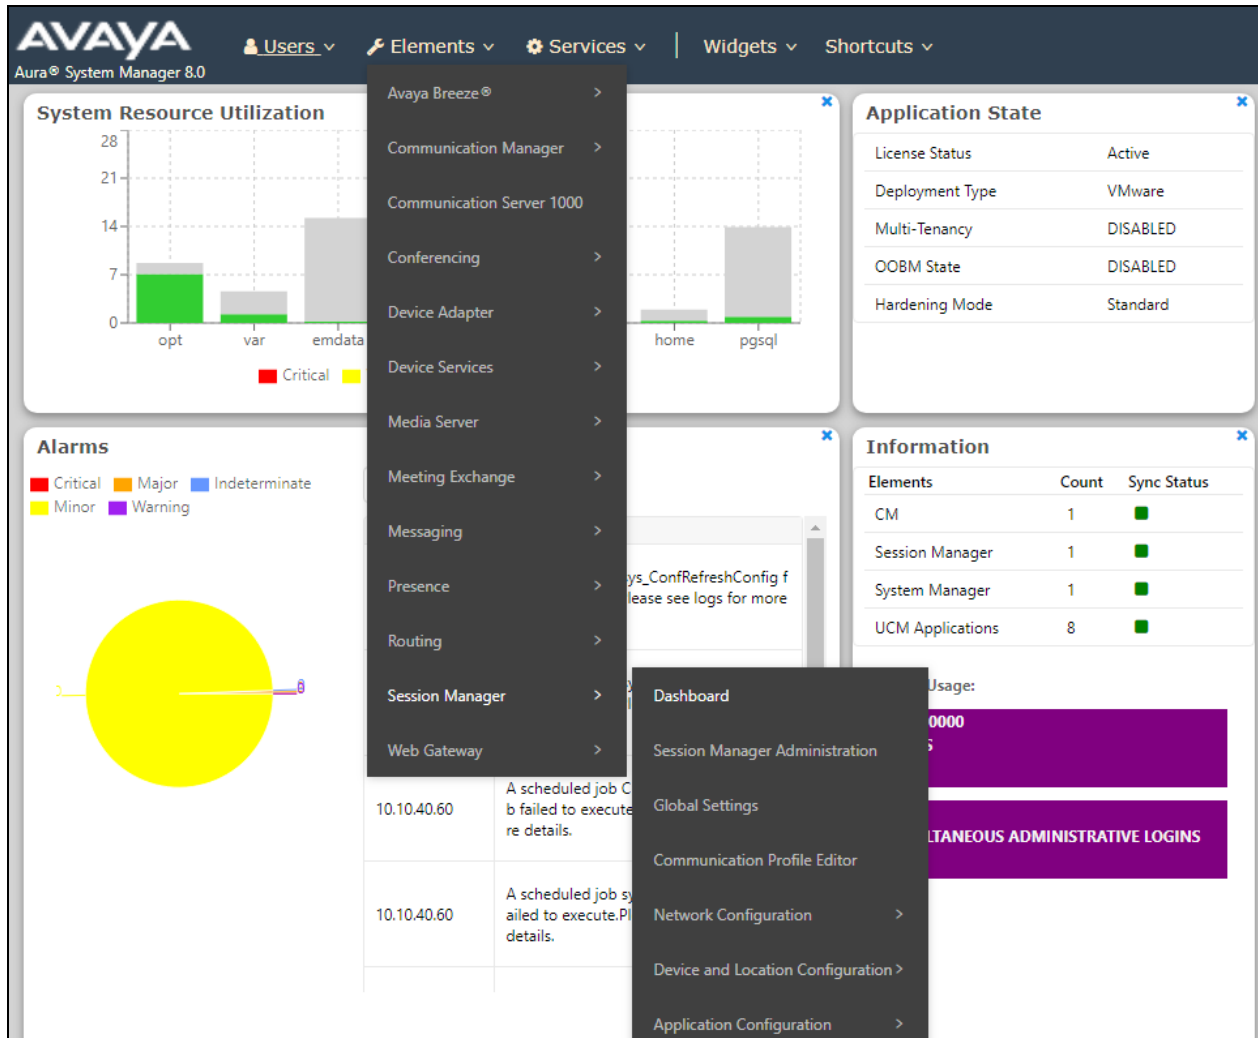 AVAYA
Aura® System Manager 8.0
Users
Elements
Services
Widgets
Shortcuts
System Resource Utilization
28
21
14
7
0
opt
var
emdata
home
pgsql
Critical
Avaya Breeze®
Communication Manager
Communication Server 1000
Conferencing
Device Adapter
Device Services
Media Server
Meeting Exchange
Messaging
Presence
Routing
Session Manager
Web Gateway
Dashboard
Session Manager Administration
Global Settings
Communication Profile Editor
Network Configuration
Device and Location Configuration
Application Configuration
Application State
License Status Active
Deployment Type VMware
Multi-Tenancy DISABLED
OOBM State DISABLED
Hardening Mode Standard
Alarms
Critical Major Indeterminate
Minor Warning
ys_ConfRefreshConfig f
lease see logs for more
10.10.40.60
A scheduled job C
b failed to execute
re details.
10.10.40.60
A scheduled job sy
ailed to execute.Pl
details.
Information
Elements Count Sync Status
CM 1
Session Manager 1
System Manager 1
UCM Applications 8
Usage:
0000
S
LTANEOUS ADMINISTRATIVE LOGINS